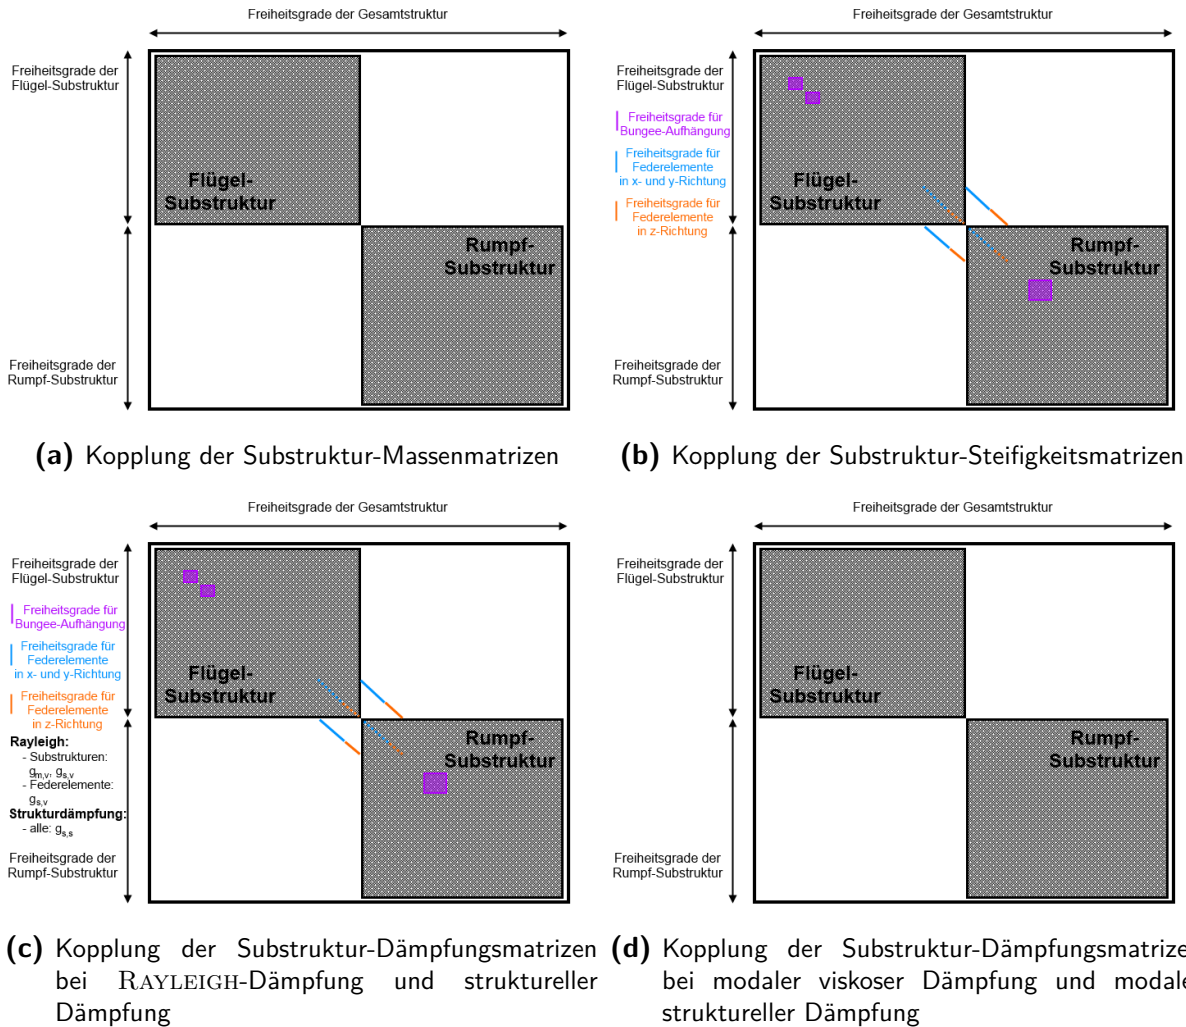 Freiheitsgrade der Gesamtstruktur
Freiheitsgrade der
Flügel-Substruktur
Flügel-
Substruktur
Rumpf-
Substruktur
Freiheitsgrade der
Rumpf-Substruktur
(a) Kopplung der Substruktur-Massenmatrizen
Freiheitsgrade der Gesamtstruktur
Freiheitsgrade der
Flügel-Substruktur
Freiheitsgrade für
Bungee-Aufhängung
Freiheitsgrade für
Federelemente
in x- und y-Richtung
Freiheitsgrade für
Federelemente
in z-Richtung
Flügel-
Substruktur
Rumpf-
Substruktur
Freiheitsgrade der
Rumpf-Substruktur
(b) Kopplung der Substruktur-Steifigkeitsmatrizen
Freiheitsgrade der Gesamtstruktur
Freiheitsgrade der
Flügel-Substruktur
Freiheitsgrade für
Bungee-Aufhängung
Freiheitsgrade für
Federelemente
in x- und y-Richtung
Freiheitsgrade für
Federelemente
in z-Richtung
Rayleigh:
- Substrukturen:
g_m,v, g_s,v
- Federelemente:
g_s,v
Strukturdämpfung:
- alle: g_s,s
Flügel-
Substruktur
Rumpf-
Substruktur
Freiheitsgrade der
Rumpf-Substruktur
(c) Kopplung der Substruktur-Dämpfungsmatrizen
bei RAYLEIGH-Dämpfung und struktureller
Dämpfung
Freiheitsgrade der Gesamtstruktur
Freiheitsgrade der
Flügel-Substruktur
Flügel-
Substruktur
Rumpf-
Substruktur
Freiheitsgrade der
Rumpf-Substruktur
(d) Kopplung der Substruktur-Dämpfungsmatrize
bei modaler viskoser Dämpfung und modale
struktureller Dämpfung